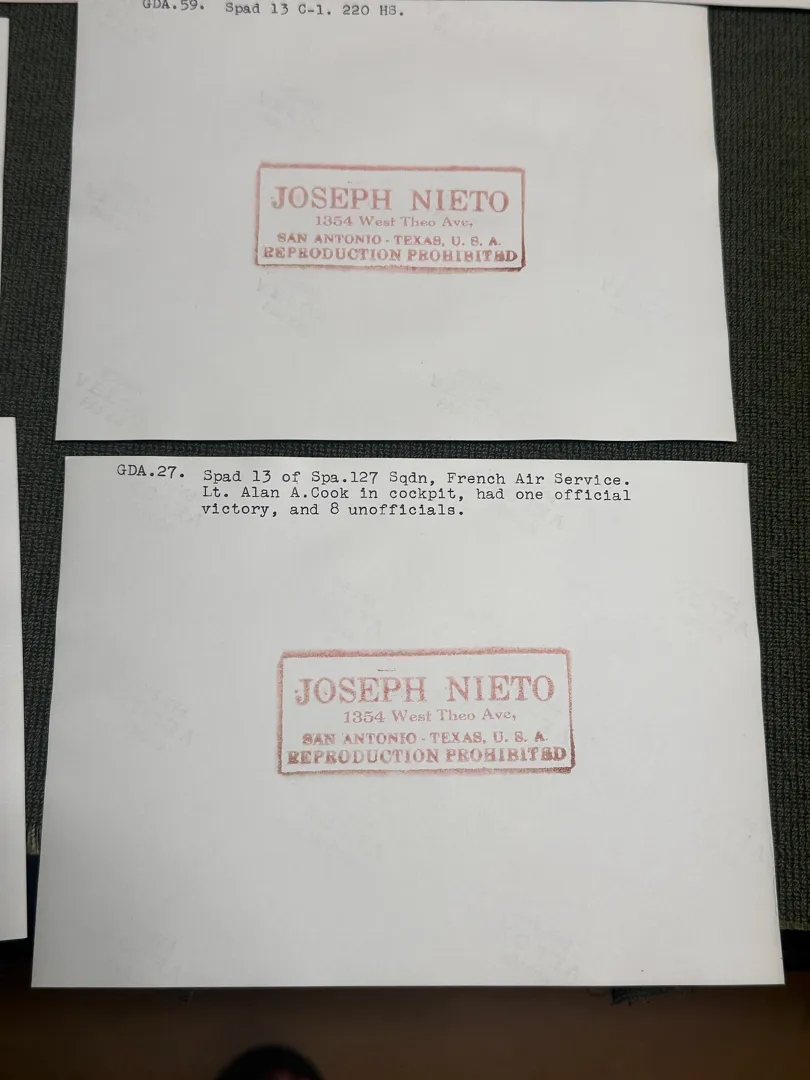 GDA.59. Spad 13 C-1. 220 HS.
JOSEPH NIETO
1354 West Theo Ave,
SAN ANTONIO - TEXAS, U. S. A.
REPRODUCTION PROHIBITED
GDA.27. Spad 13 of Spa.127 Sqdn, French Air Service.
Lt. Alan A.Cook in cockpit, had one official
victory, and 8 unofficials.
JOSEPH NIETO
1354 West Theo Ave,
SAN ANTONIO - TEXAS, U. S. A.
REPRODUCTION PROHIBITED